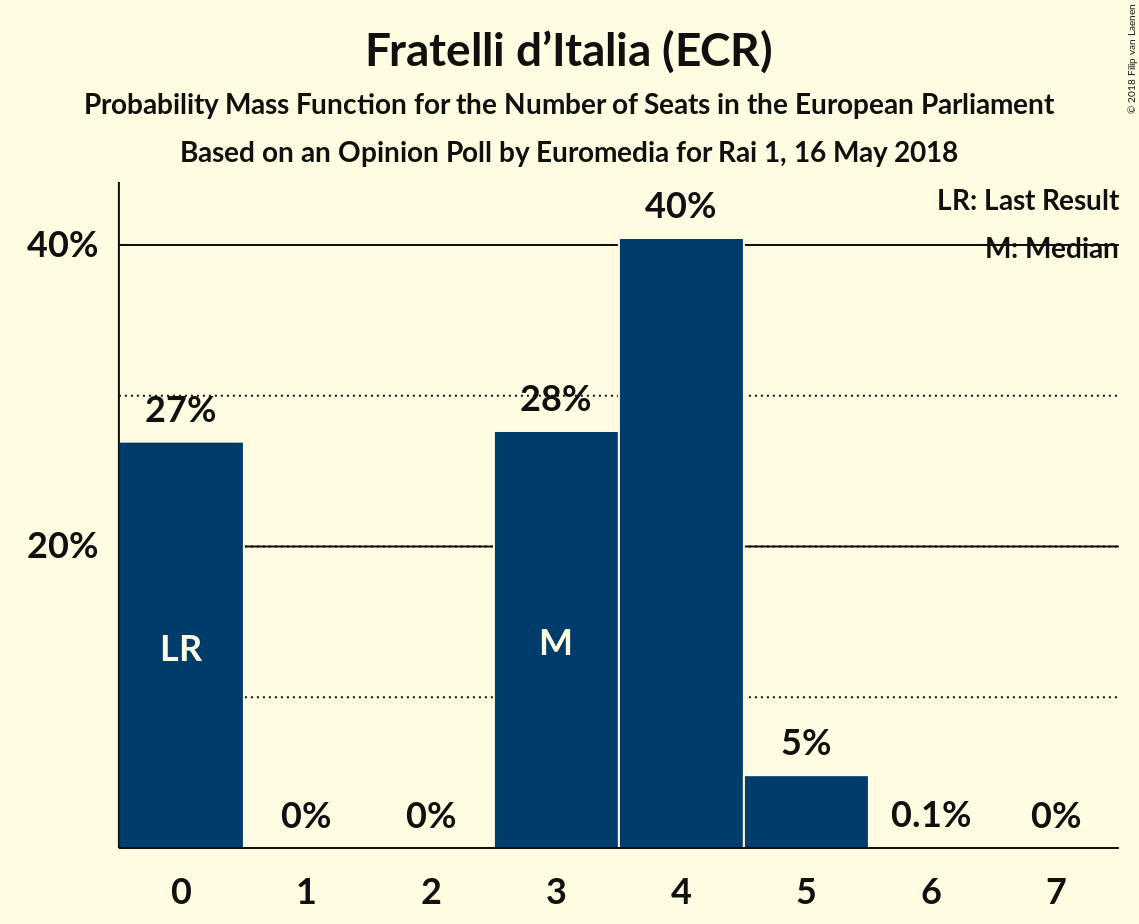 Fratelli d’Italia (ECR)
Probability Mass Function for the Number of Seats in the European Parliament
Based on an Opinion Poll by Euromedia for Rai 1, 16 May 2018
© 2018 Filip van Laenen
LR: Last Result
M: Median
40%
20%
27%
0%
0%
28%
40%
5%
0.1%
0%
LR
M
0 1 2 3 4 5 6 7